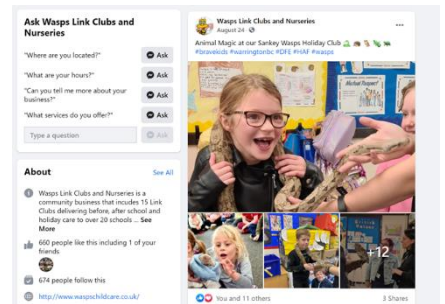 Ask Wasps Link Clubs and
Nurseries
"Where are you located?"
Ask
"What are your hours?"
Ask
"Can you tell me more about your
business?"
Ask
"What services do you offer?"
Ask
Type a question
Ask
About
See All
Wasps Link Clubs and Nurseries is a
community business that incudes 15 Link
Clubs delivering before, after school and
holiday care to over 20 schools ... See
More
660 people like this including 1 of your
friends
674 people follow this
http://www.waspschildcare.co.uk/
Wasps Link Clubs and Nurseries
August 24
Animal Magic at our Sankey Wasps Holiday Club
#bravekids #warringtonbc #DFE #HAF #wasps
+12
You and 11 others
3 Shares